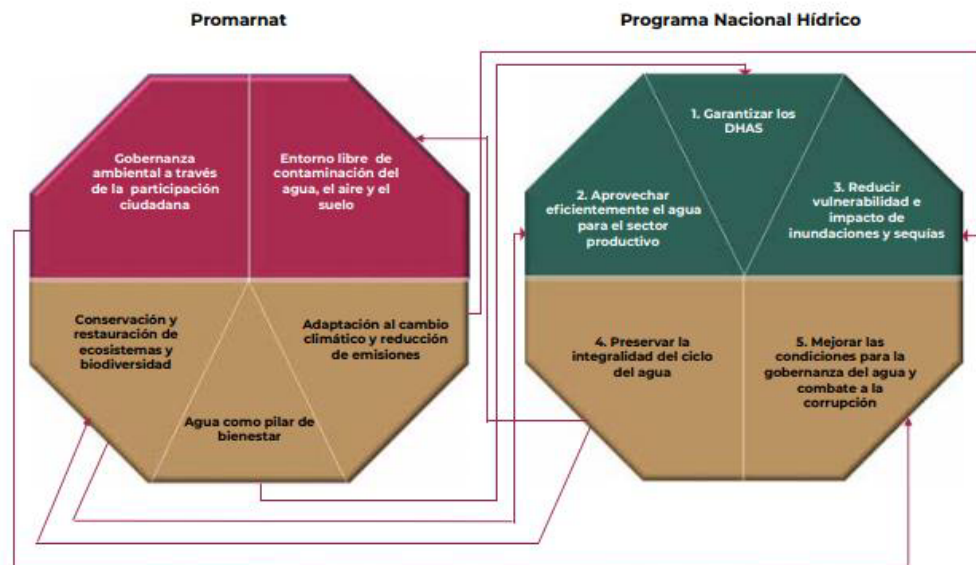 Promarnat
Gobernanza
ambiental a través
de la participación
ciudadana
Entorno libre de
contaminación del
agua, el aire y el
suelo
Conservación y
restauración de
ecosistemas y
biodiversidad
Agua como pilar de
bienestar
Adaptación al cambio
climático y reducción
de emisiones
Programa Nacional Hídrico
1. Garantizar los
DHAS
2. Aprovechar
eficientemente el agua
para el sector
productivo
3. Reducir
vulnerabilidad e
impacto de
inundaciones y sequías
4. Preservar la
integralidad del ciclo
del agua
5. Mejorar las
condiciones para la
gobernanza del agua y
combate a la
corrupción